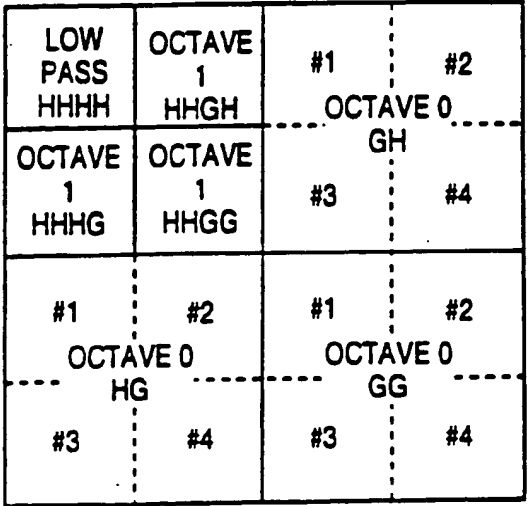 LOW
PASS
HHHH
OCTAVE
1
HHGH
#1
#2
OCTAVE 0
GH
#3
#4
OCTAVE
1
HHHG
OCTAVE
1
HHGG
#1
#2
OCTAVE 0
HG
#3
#4
#1
#2
OCTAVE 0
GG
#3
#4